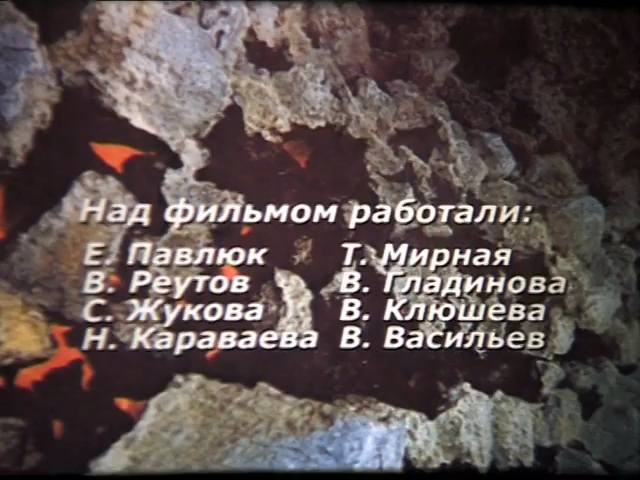 Над фильмом работали:
Е. Павлюк
В. Реутов
С. Жукова
Н. Караваева
Т. Мирная
В. Гладинова
В. Клюшева
В. Васильев